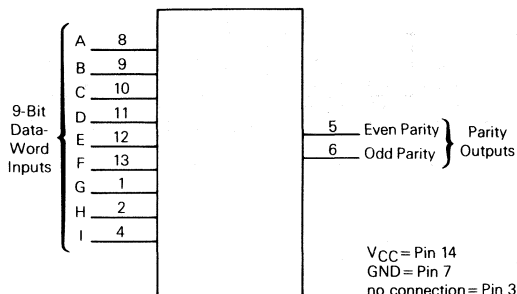 9-Bit
Data-
Word
Inputs
A 8
B 9
C 10
D 11
E 12
F 13
G 1
H 2
I 4
5 Even Parity
6 Odd Parity
Parity
Outputs
VCC = Pin 14
GND = Pin 7
no connection = Pin 3